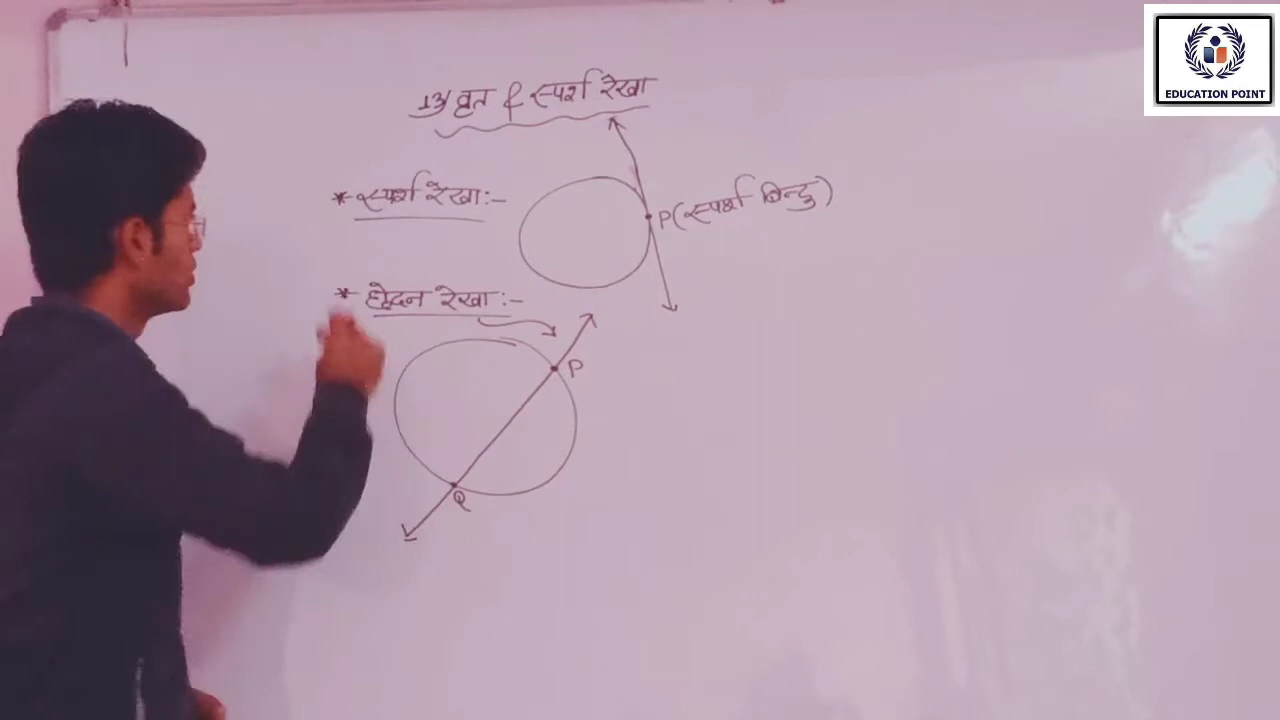 13/ वृत & स्पर्श रेखा
* स्पर्श रेखा:-
P(स्पर्श बिन्दु)
* छेदन रेखा:-
P
Q
EDUCATION POINT